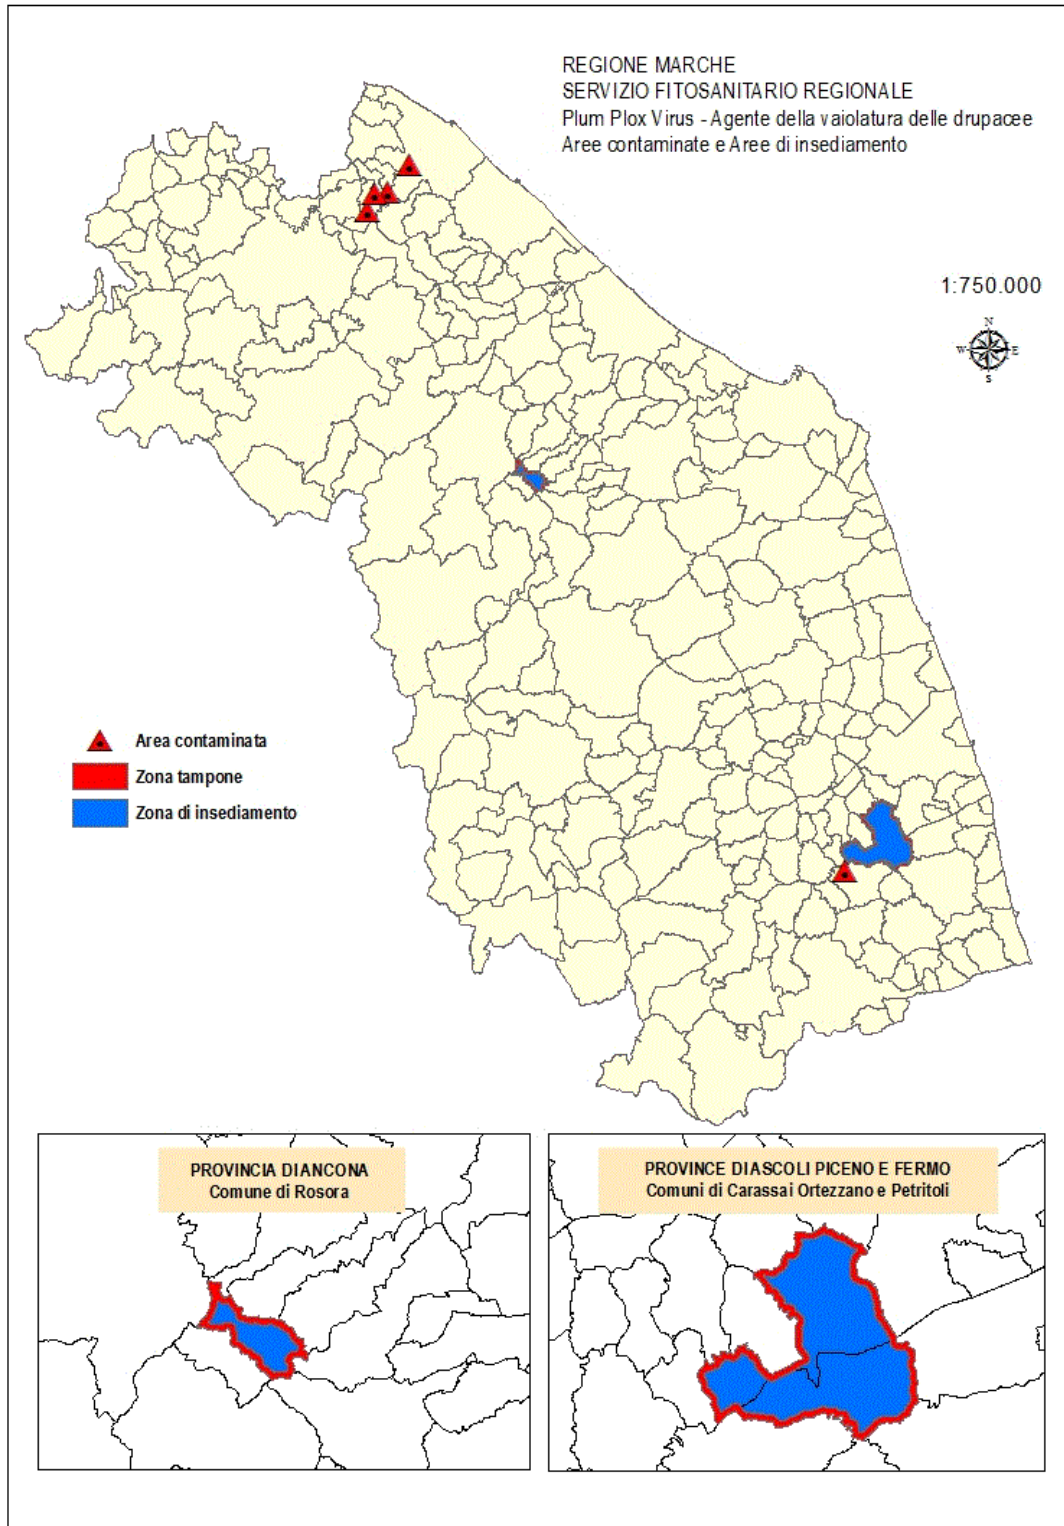 REGIONE MARCHE
SERVIZIO FITOSANITARIO REGIONALE
Plum Plox Virus - Agente della vaiolatura delle drupacee
Aree contaminate e Aree di insediamento
1:750.000
N
W E
S
Area contaminata
Zona tampone
Zona di insediamento
PROVINCIA DIANCONA
Comune di Rosora
PROVINCE DIASCOLI PICENO E FERMO
Comuni di Carassai Ortezzano e Petritoli